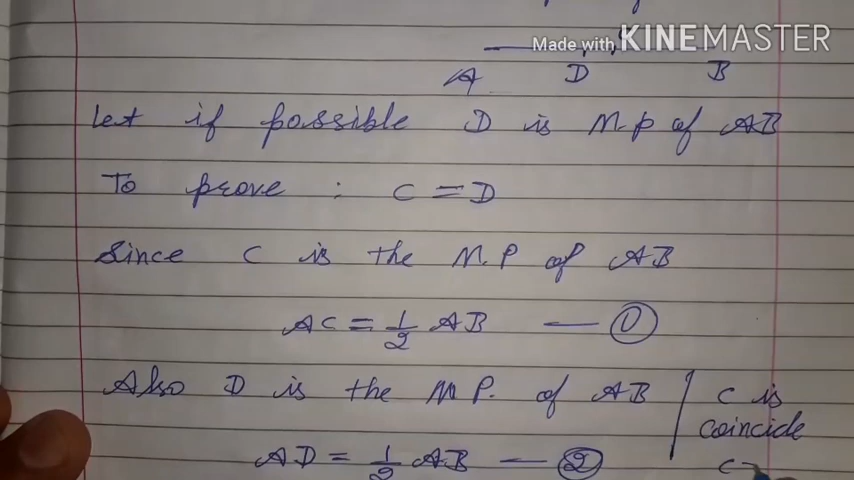 Made with KINEMASTER
A D B
Let if possible D is M.P of AB
To prove : C = D
Since C is the M.P of AB
AC = 1/2 AB — ①
Also D is the M P. of AB
AD = 1/2 AB — ②
C is
coincide
C =